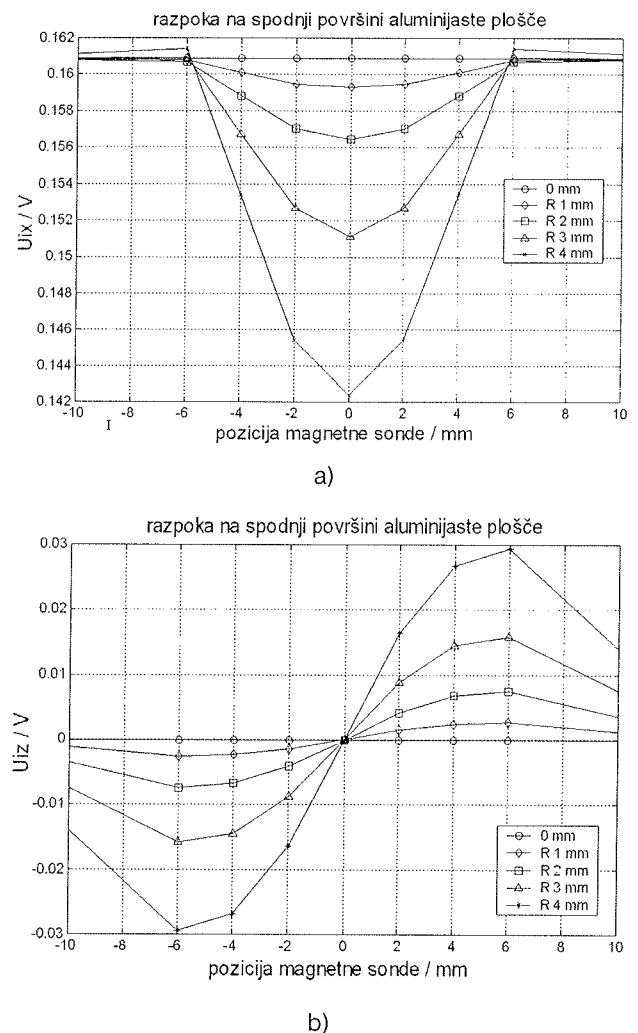 razpoka na spodnji površini aluminijaste plošče
0.162
0.16
0.158
0.156
0.154
0.152
0.15
0.148
0.146
0.144
0.142
Uix / V
0 mm
R 1 mm
R 2 mm
R 3 mm
R 4 mm
-10 -8 -6 -4 -2 0 2 4 6 8 10
I
pozicija magnetne sonde / mm
a)
razpoka na spodnji površini aluminijaste plošče
0.03
0.02
0.01
0
-0.01
-0.02
-0.03
Uiz / V
0 mm
R 1 mm
R 2 mm
R 3 mm
R 4 mm
-10 -8 -6 -4 -2 0 2 4 6 8 10
pozicija magnetne sonde / mm
b)